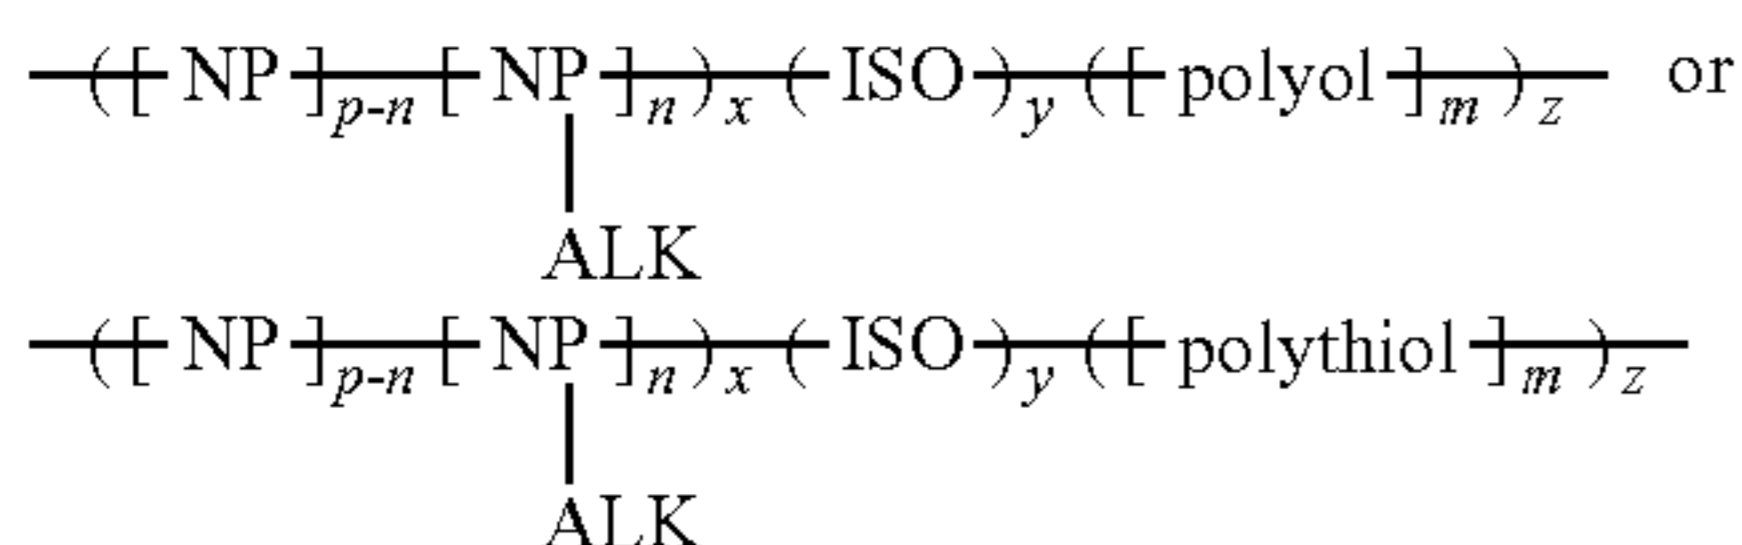 ([ NP ]p-n [ NP ]n )x ( ISO )y ([ polyol ]m )z or
ALK
([ NP ]p-n [ NP ]n )x ( ISO )y ([ polythiol ]m )z
ALK